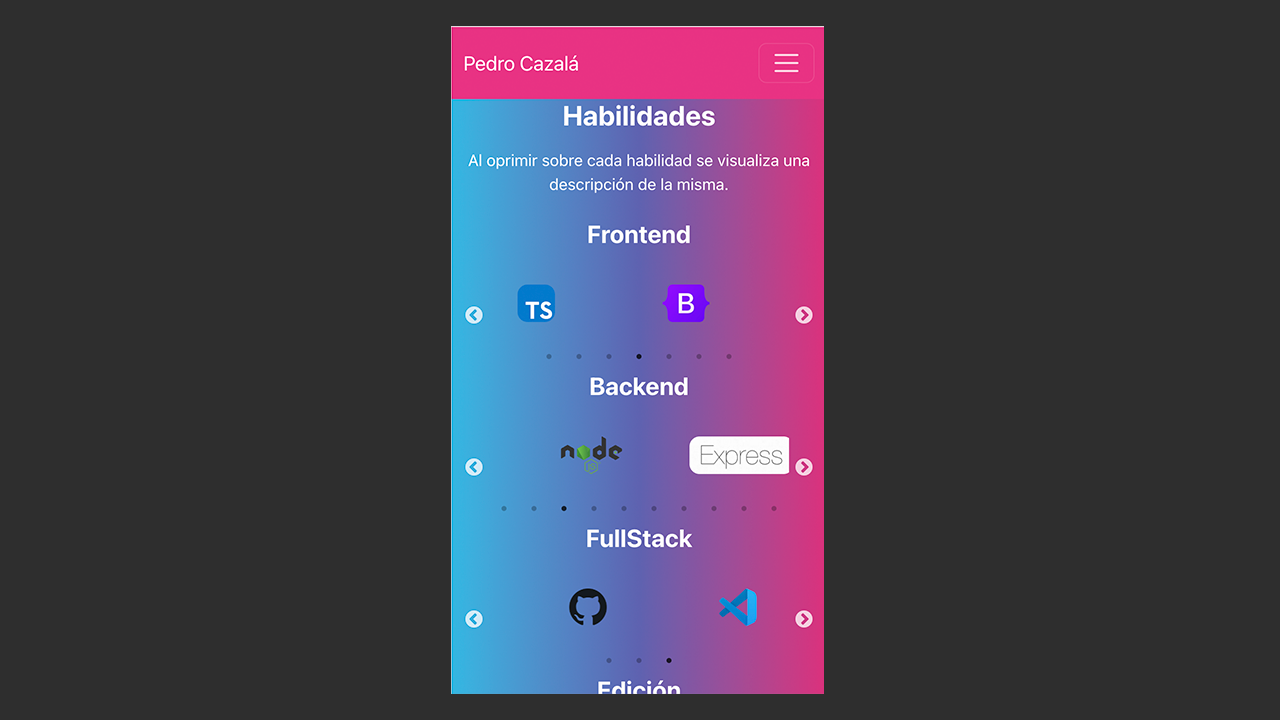 Pedro Cazalá
Habilidades
Al oprimir sobre cada habilidad se visualiza una
descripción de la misma.
Frontend
TS
B
Backend
node
JS
Express
FullStack
Edición